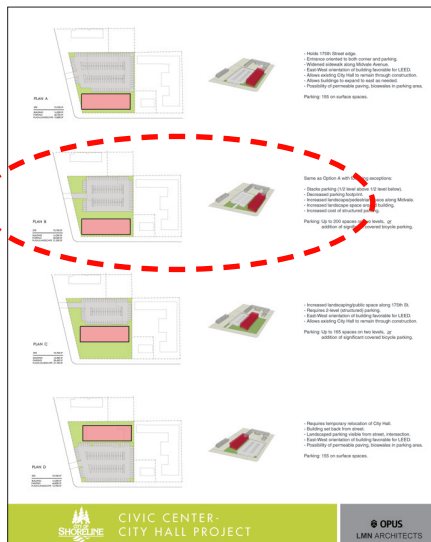 - Holds 175th Street edge.
- Entrance oriented to both corner and parking.
- Widened sidewalk along Midvale Avenue.
- East-West orientation of building favorable for LEED.
- Allows existing City Hall to remain through construction.
- Allows buildings to expand to east as needed.
- Possibility of permeable paving, bioswales in parking area.
Parking: 155 on surface spaces.
PLAN A
Same as Option A with following exceptions:
- Stacks parking (1/2 level above 1/2 level below).
- Decreased parking footprint.
- Increased landscape/pedestrian space along Midvale.
- Increased landscape space around building.
- Increased cost of structured parking.
Parking: Up to 200 spaces on two levels, or
addition of significant covered bicycle parking.
PLAN B
- Increased landscaping/public space along 175th St.
- Requires 2-level (structured) parking.
- East-West orientation of building favorable for LEED.
- Allows existing City Hall to remain through construction.
Parking: Up to 165 spaces on two levels, or
addition of significant covered bicycle parking.
PLAN C
- Requires temporary relocation of City Hall.
- Building set back from street.
- Landscaped parking visible from street, intersection.
- East-West orientation of building favorable for LEED.
- Possibility of permeable paving, bioswales in parking area.
Parking: 155 on surface spaces.
PLAN D
CITY OF
SHORELINE
CIVIC CENTER-
CITY HALL PROJECT
OPUS
LMN ARCHITECTS